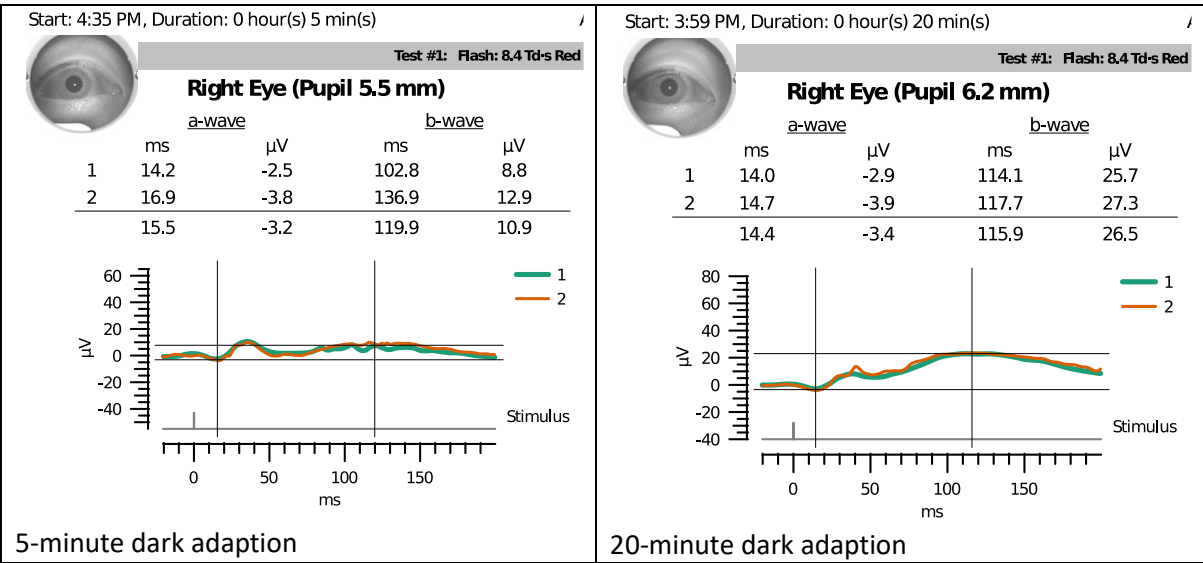 Start: 4:35 PM, Duration: 0 hour(s) 5 min(s)
Test #1: Flash: 8.4 Td·s Red
Right Eye (Pupil 5.5 mm)
a-wave b-wave
ms µV ms µV
1 14.2 -2.5 102.8 8.8
2 16.9 -3.8 136.9 12.9
15.5 -3.2 119.9 10.9
60
40
20
0
-20
-40
µV
1
2
Stimulus
0 50 100 150
ms
5-minute dark adaption
Start: 3:59 PM, Duration: 0 hour(s) 20 min(s)
Test #1: Flash: 8.4 Td·s Red
Right Eye (Pupil 6.2 mm)
a-wave b-wave
ms µV ms µV
1 14.0 -2.9 114.1 25.7
2 14.7 -3.9 117.7 27.3
14.4 -3.4 115.9 26.5
80
60
40
20
0
-20
-40
µV
1
2
Stimulus
0 50 100 150
ms
20-minute dark adaption